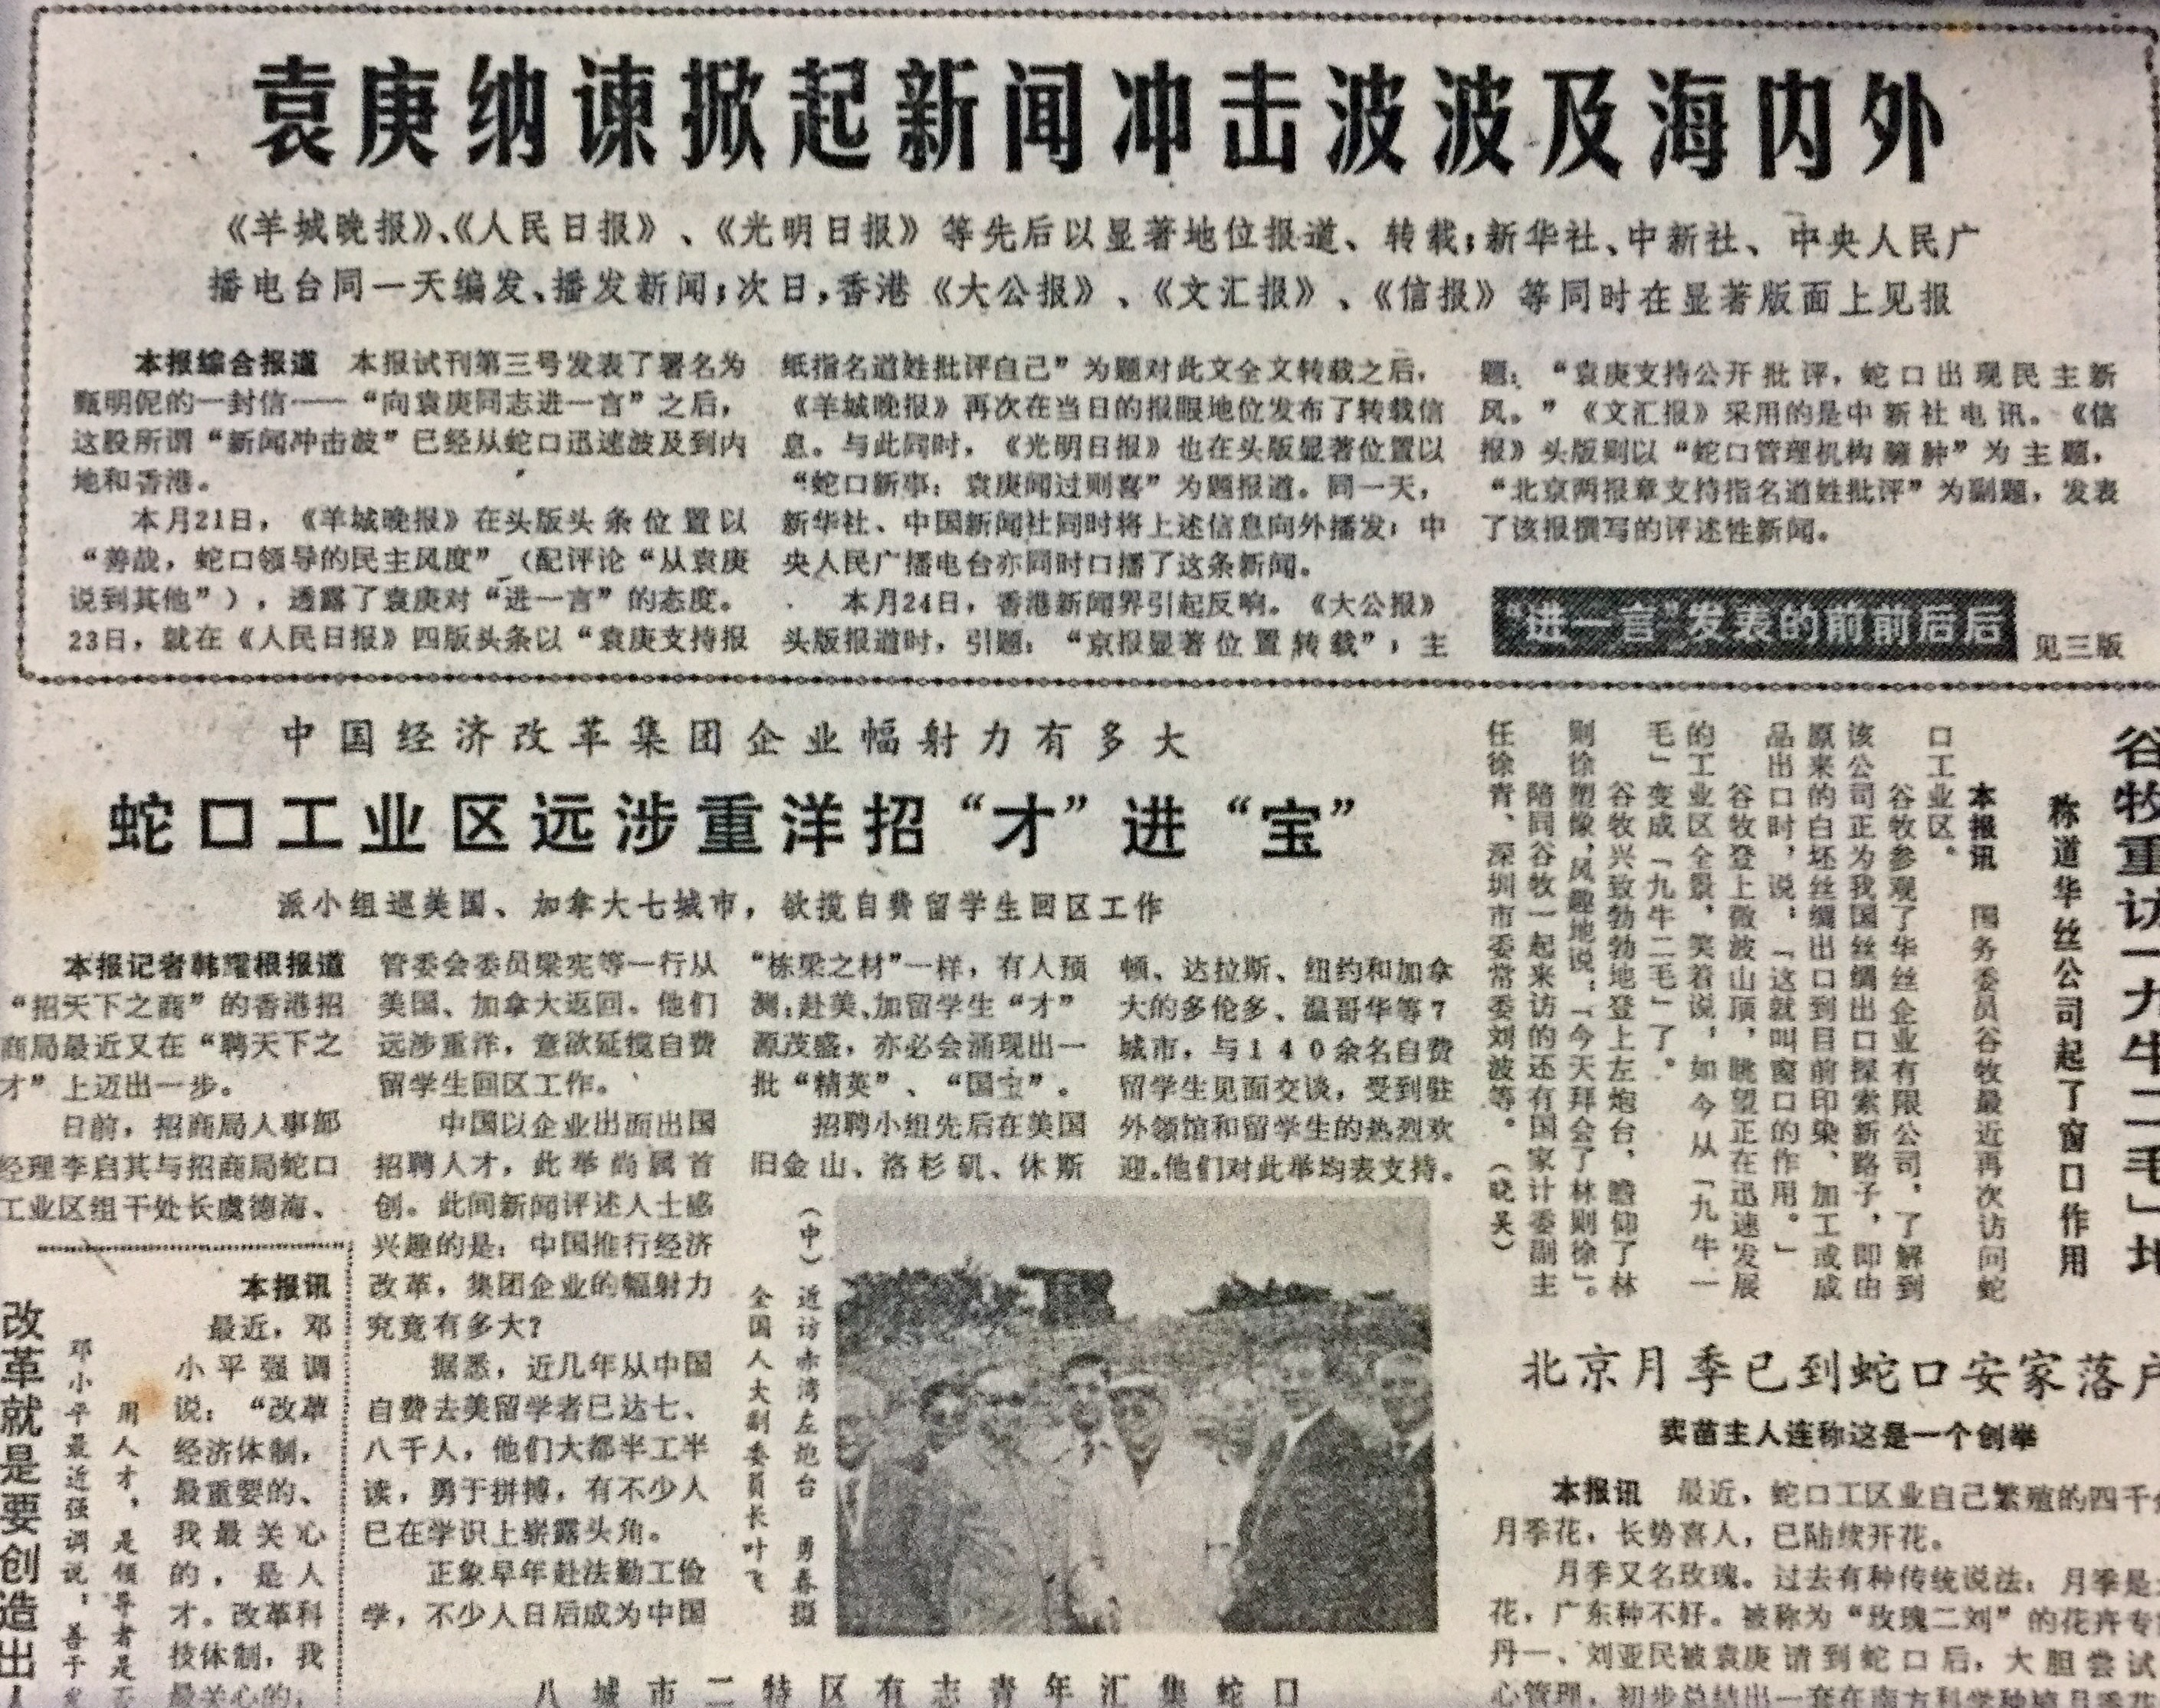 袁庚纳谏掀起新闻冲击波波及海内外
《羊城晚报》、《人民日报》、《光明日报》等先后以显著地位报道、转载；新华社、中新社、中央人民广
播电台同一天编发、播发新闻；次日，香港《大公报》、《文汇报》、《信报》等同时在显著版面上见报
本报综合报道　本报试刊第三号发表了署名为
甄明伲的一封信——“向袁庚同志进一言”之后，
这股所谓“新闻冲击波”已经从蛇口迅速波及到内
地和香港。
本月21日，《羊城晚报》在头版头条位置以
“善哉，蛇口领导的民主风度”（配评论“从袁庚
说到其他”），透露了袁庚对“进一言”的态度。
23日，就在《人民日报》四版头条以“袁庚支持报
纸指名道姓批评自己”为题对此文全文转载之后，
《羊城晚报》再次在当日的报眼地位发布了转载信
息。与此同时，《光明日报》也在头版显著位置以
“蛇口新事：袁庚闻过则喜”为题报道。同一天，
新华社、中国新闻社同时将上述信息向外播发；中
央人民广播电台亦同时口播了这条新闻。
本月24日，香港新闻界引起反响。《大公报》
头版报道时，引题：“京报显著位置转载”；主
题：“袁庚支持公开批评，蛇口出现民主新
风。”《文汇报》采用的是中新社电讯。《信
报》头版则以“蛇口管理机构臃肿”为主题，
“北京两报章支持指名道姓批评”为副题，发表
了该报撰写的评述性新闻。
“进一言”发表的前前后后
见三版
中国经济改革集团企业幅射力有多大
蛇口工业区远涉重洋招“才”进“宝”
派小组巡美国、加拿大七城市，欲揽自费留学生回区工作
本报记者韩耀根报道
“招天下之商”的香港招
商局最近又在“聘天下之
才”上迈出一步。
日前，招商局人事部
经理李启其与招商局蛇口
工业区组干处长虞德海、
管委会委员梁宪等一行从
美国、加拿大返回。他们
远涉重洋，意欲延揽自费
留学生回区工作。
中国以企业出面出国
招聘人才，此举尚属首
创。此间新闻评述人士感
兴趣的是：中国推行经济
改革，集团企业的幅射力
究竟有多大？
据悉，近几年从中国
自费去美留学者已达七、
八千人，他们大都半工半
读，勇于拼搏，有不少人
已在学识上崭露头角。
正象早年赴法勤工俭
学，不少人日后成为中国
“栋梁之材”一样，有人预
测：赴美、加留学生“才”
源茂盛，亦必会涌现出一
批“精英”、“国宝”。
招聘小组先后在美国
旧金山、洛杉矶、休斯
顿、达拉斯、纽约和加拿
大的多伦多、温哥华等7
城市，与140余名自费
留学生见面交谈，受到驻
外领馆和留学生的热烈欢
迎。他们对此举均表支持。
全国人大副委员长叶飞
（中）近访赤湾左炮台　勇春摄
谷牧重访「九牛二毛」地
称道华丝公司起了窗口作用
本报讯　国务委员谷牧最近再次访问蛇
口工业区。
谷牧参观了华丝企业有限公司，了解到
该公司正为我国丝绸出口探索新路子，即由
原来的白坯丝绸出口到目前印染、加工或成
品出口时，说：「这就叫窗口的作用。」
谷牧登上微波山顶，眺望正在迅速发展
的工业区全景，笑着说，如今从「九牛一
毛」变成「九牛二毛」了。
谷牧兴致勃勃地登上左炮台，瞻仰了林
则徐塑像，风趣地说：「今天拜会了林则徐」。
陪同谷牧一起来访的还有国家计委副主
任徐青、深圳市委常委刘波等。（晓吴）
北京月季已到蛇口安家落户
卖苗主人连称这是一个创举
本报讯　最近，蛇口工区业自己繁殖的四千
月季花，长势喜人，已陆续开花。
月季又名玫瑰。过去有种传统说法：月季是
花，广东种不好。被称为“玫瑰二刘”的花卉专
丹一、刘亚民被袁庚请到蛇口后，大胆尝试
心管理，初步总结出一套在南方科学种植月季花
改革就是要创造出人
邓小平最近强调说，善于
用人才，是领导者是否
本报讯
最近，邓
小平强调
说：“改革
经济体制，
最重要的、
我最关心
的，是人
才。改革科
技体制，我
最关心的，
八城市二特区有志青年汇集蛇口